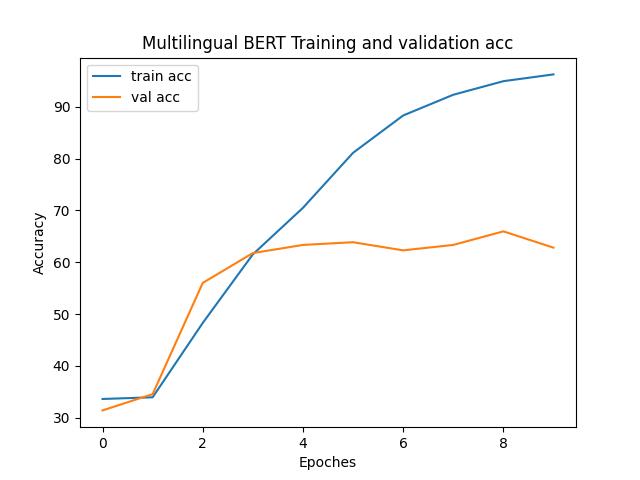 Multilingual BERT Training and validation acc
train acc
val acc
90
80
70
60
50
40
30
Accuracy
0 2 4 6 8
Epoches